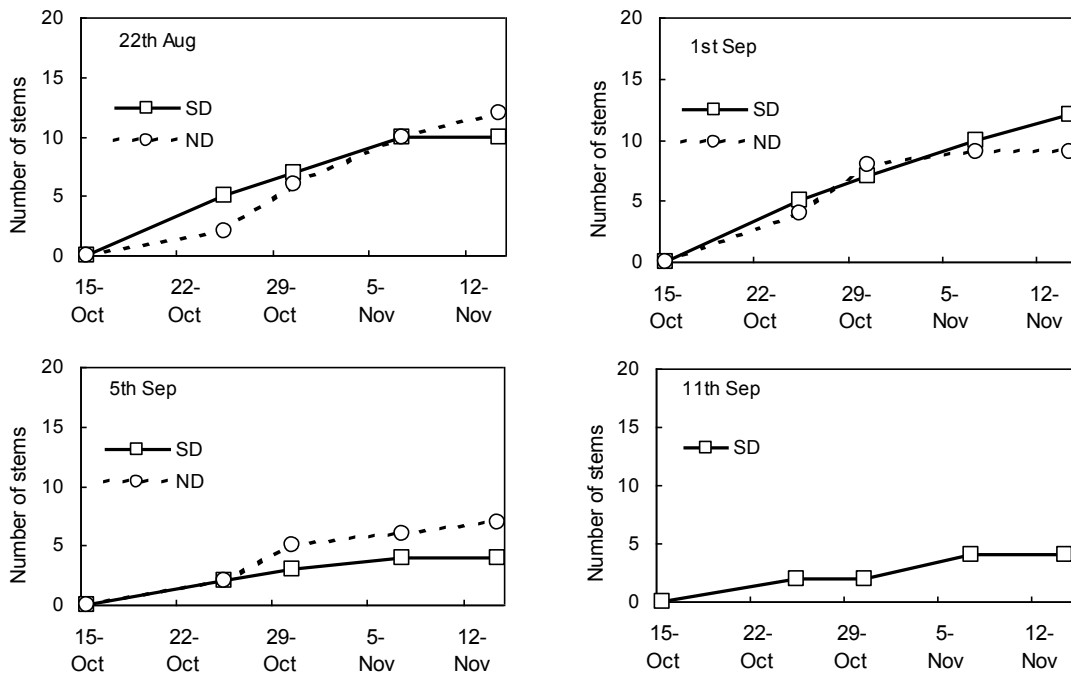 22th Aug
Number of stems
20
15
10
5
0
SD
ND
15-
Oct
22-
Oct
29-
Oct
5-
Nov
12-
Nov
1st Sep
Number of stems
20
15
10
5
0
SD
ND
15-
Oct
22-
Oct
29-
Oct
5-
Nov
12-
Nov
5th Sep
Number of stems
20
15
10
5
0
SD
ND
15-
Oct
22-
Oct
29-
Oct
5-
Nov
12-
Nov
11th Sep
Number of stems
20
15
10
5
0
SD
15-
Oct
22-
Oct
29-
Oct
5-
Nov
12-
Nov